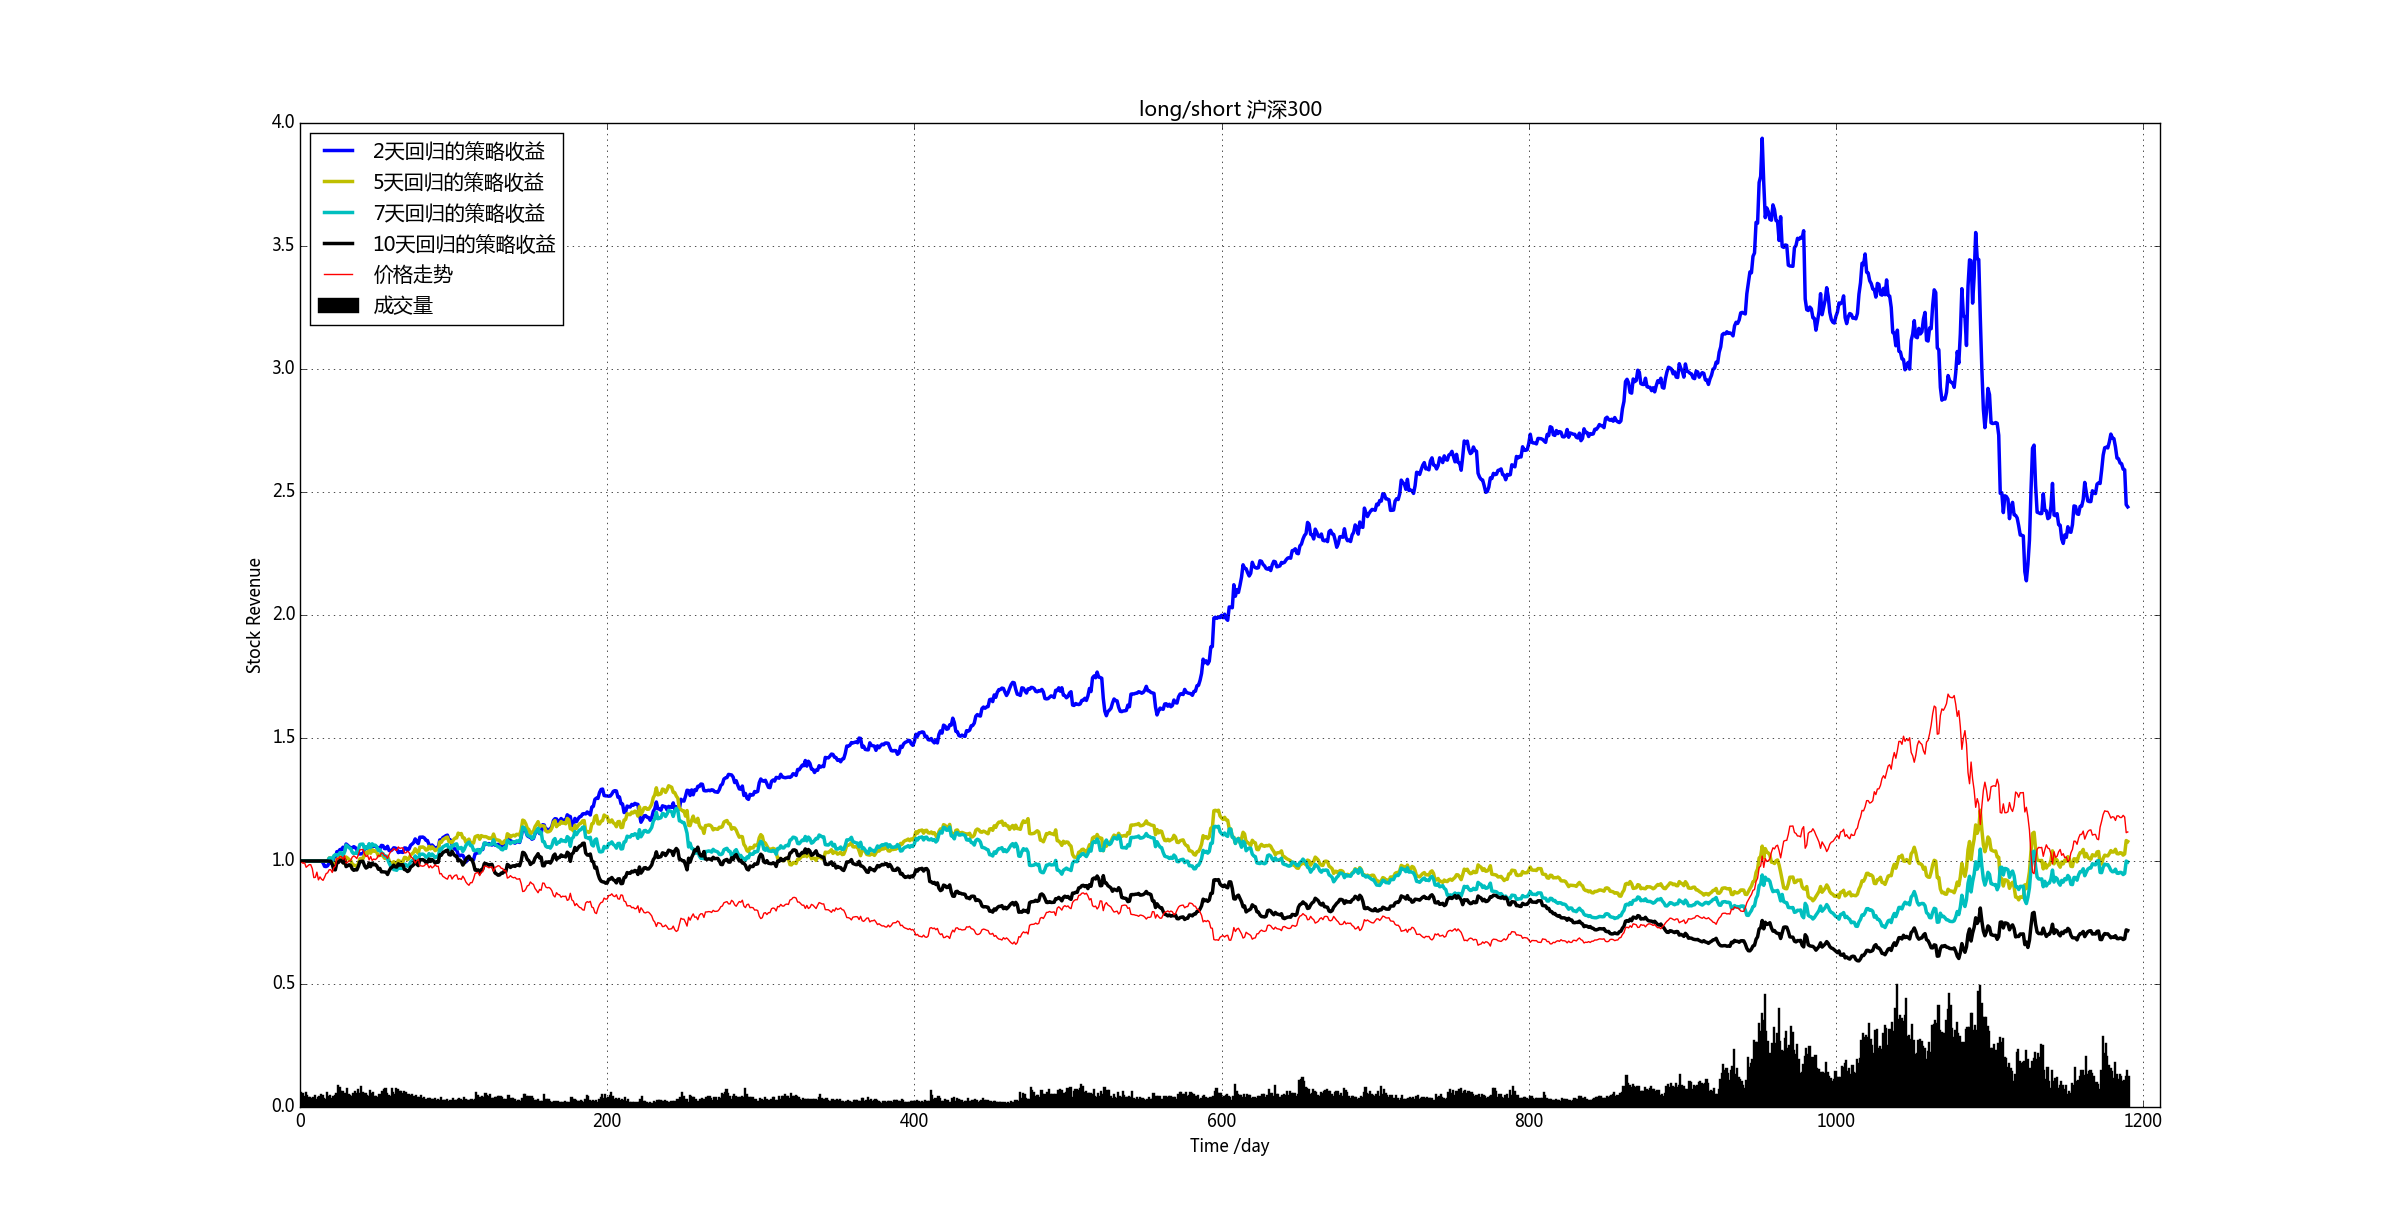 long/short 沪深300
4.0
3.5
3.0
2.5
2.0
1.5
1.0
0.5
0.0
2天回归的策略收益
5天回归的策略收益
7天回归的策略收益
10天回归的策略收益
价格走势
成交量
Stock Revenue
0
200
400
600
800
1000
1200
Time /day